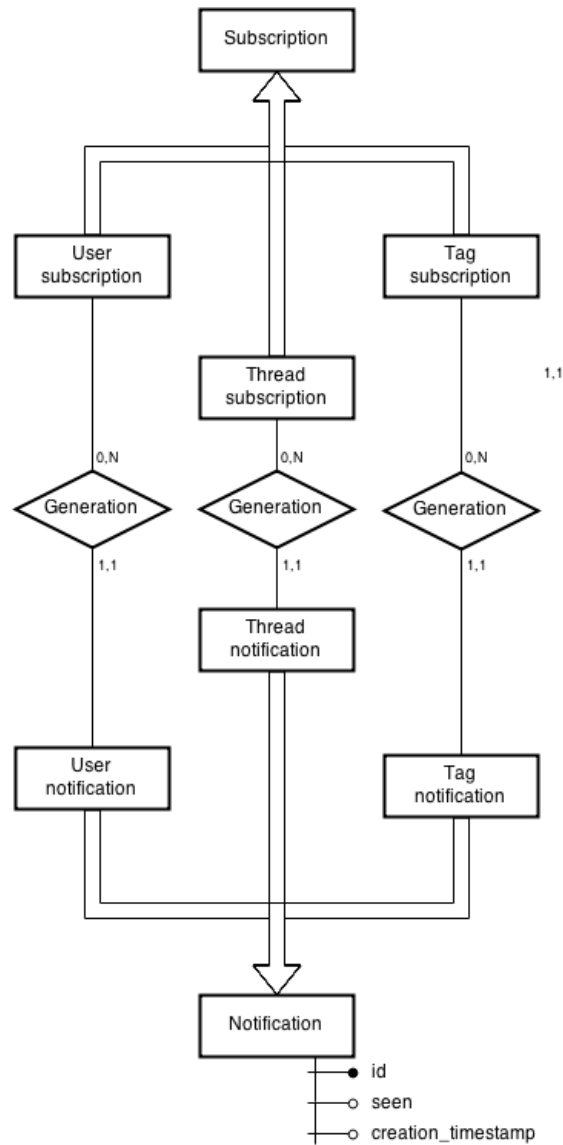 Subscription
User
subscription
Tag
subscription
Thread
subscription
1,1
0,N
0,N
0,N
Generation
Generation
Generation
1,1
1,1
1,1
Thread
notification
User
notification
Tag
notification
Notification
id
seen
creation_timestamp